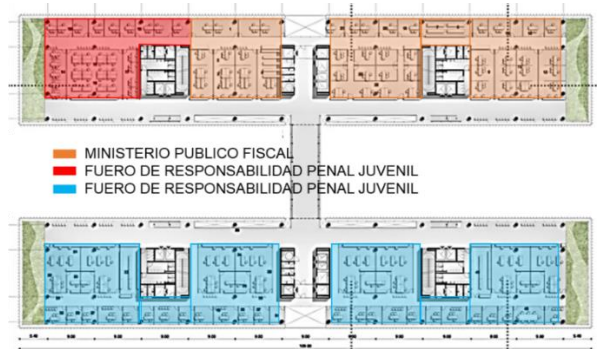 MINISTERIO PUBLICO FISCAL
FUERO DE RESPONSABILIDAD PENAL JUVENIL
FUERO DE RESPONSABILIDAD PENAL JUVENIL